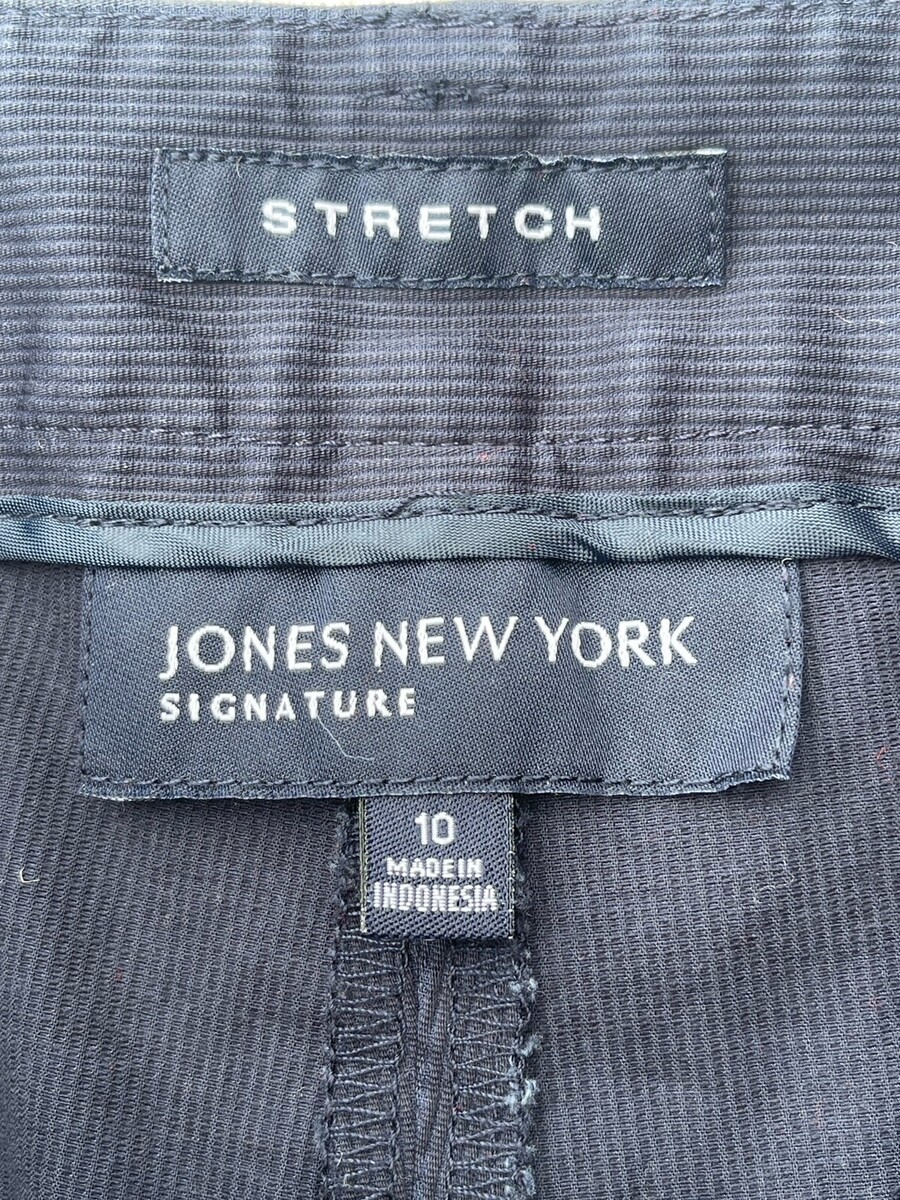 STRETCH
JONES NEW YORK
SIGNATURE
10
MADE IN
INDONESIA